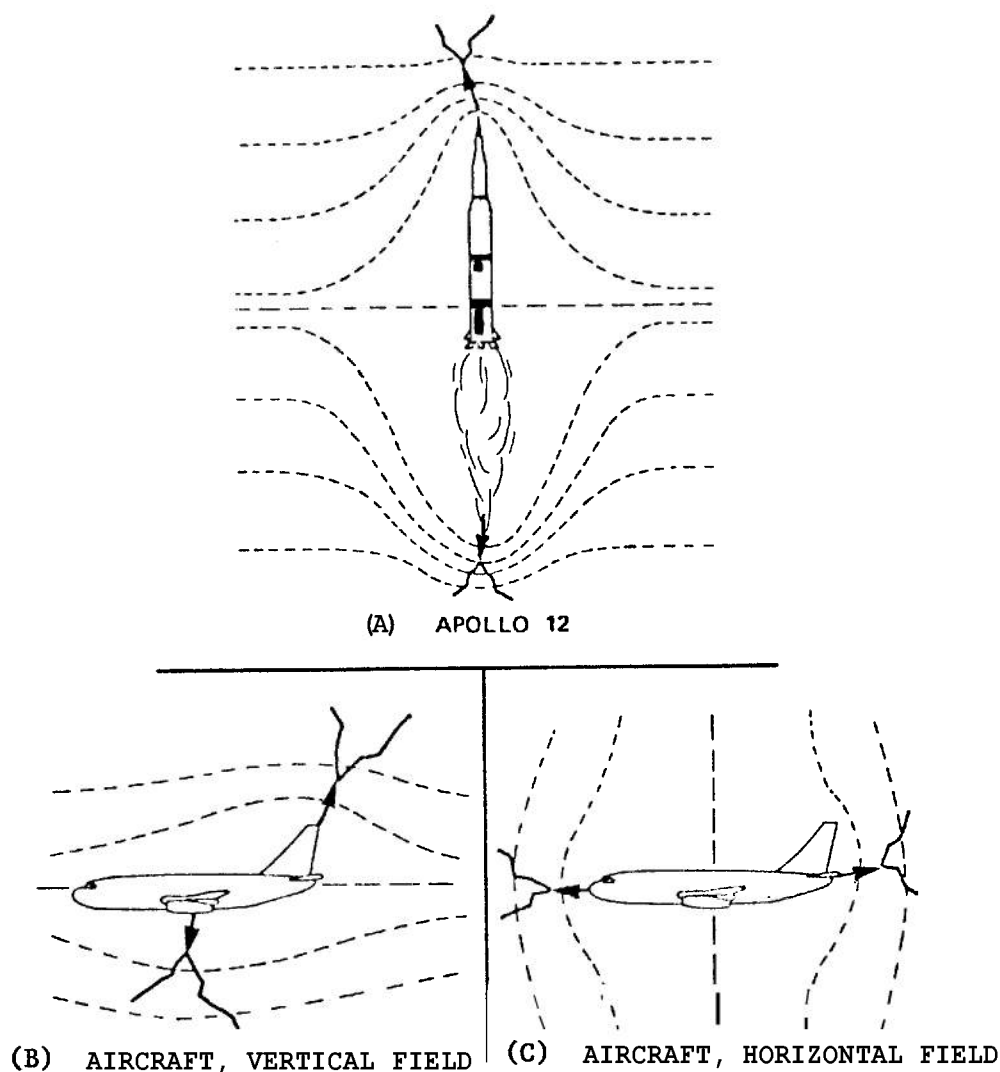 (A) APOLLO 12
(B) AIRCRAFT, VERTICAL FIELD
(C) AIRCRAFT, HORIZONTAL FIELD